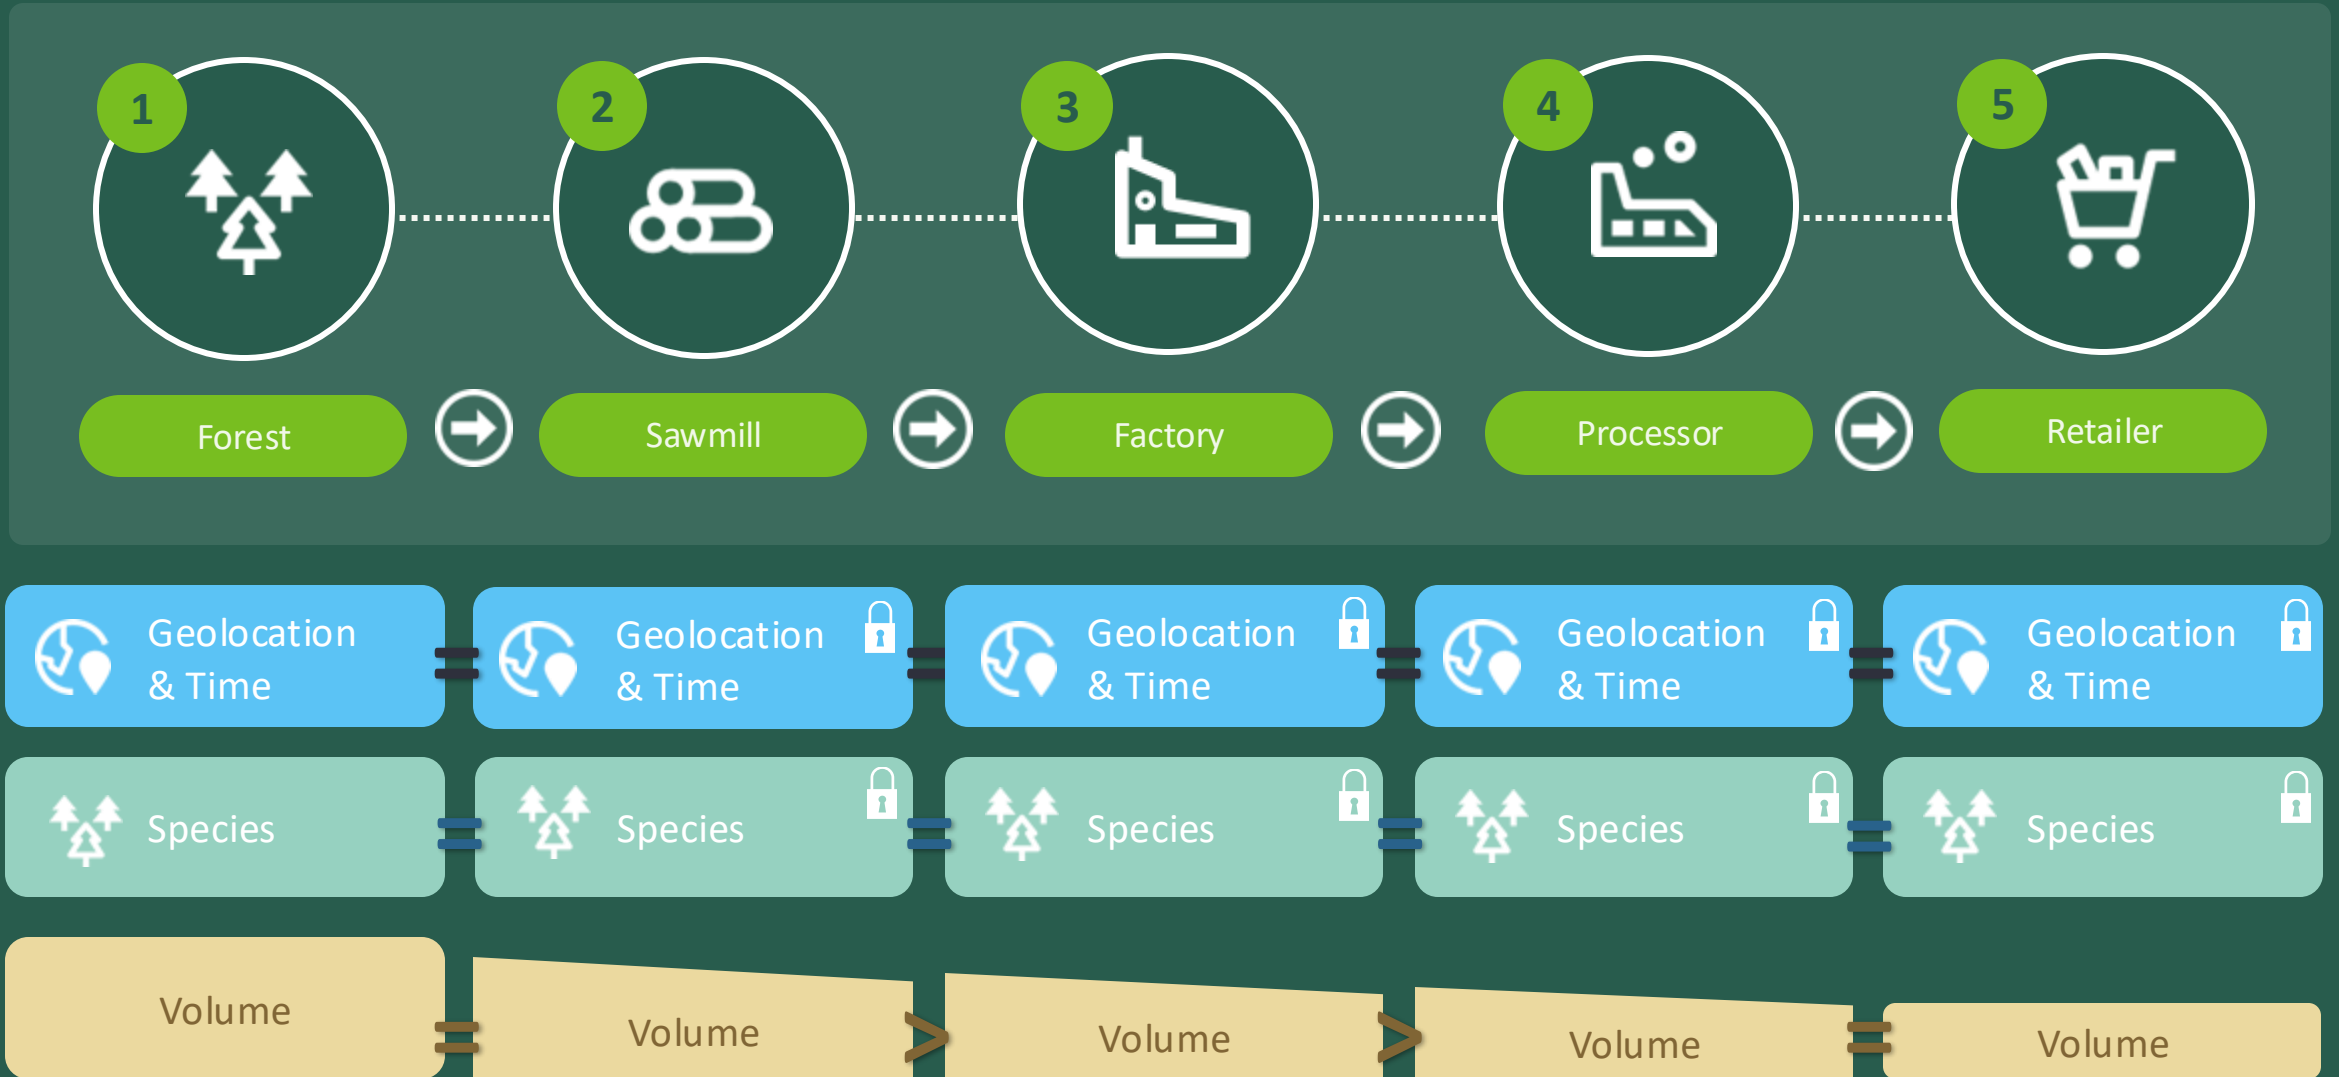 1
2
3
4
5
Forest
Sawmill
Factory
Processor
Retailer
Geolocation
& Time
=
Geolocation
& Time
=
Geolocation
& Time
=
Geolocation
& Time
=
Geolocation
& Time
Species
=
Species
=
Species
=
Species
=
Species
Volume
=
Volume
>
Volume
>
Volume
=
Volume